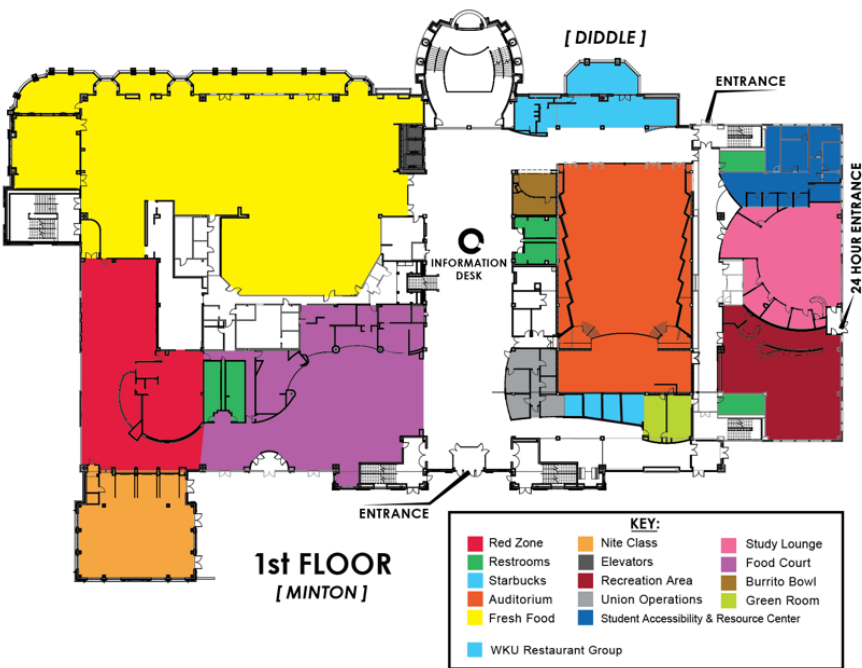 [ DIDDLE ]
ENTRANCE
24 HOUR ENTRANCE
INFORMATION
DESK
ENTRANCE
1st FLOOR
[ MINTON ]
KEY:
Red Zone
Restrooms
Starbucks
Auditorium
Fresh Food
Nite Class
Elevators
Recreation Area
Union Operations
Student Accessibility & Resource Center
Study Lounge
Food Court
Burrito Bowl
Green Room
WKU Restaurant Group